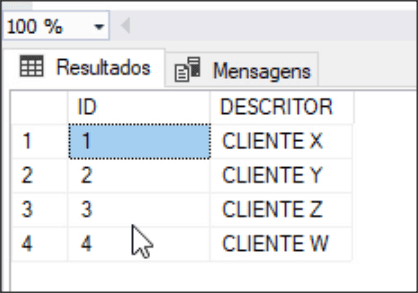 100 %
Resultados Mensagens
ID DESCRITOR
1 1 CLIENTE X
2 2 CLIENTE Y
3 3 CLIENTE Z
4 4 CLIENTE W